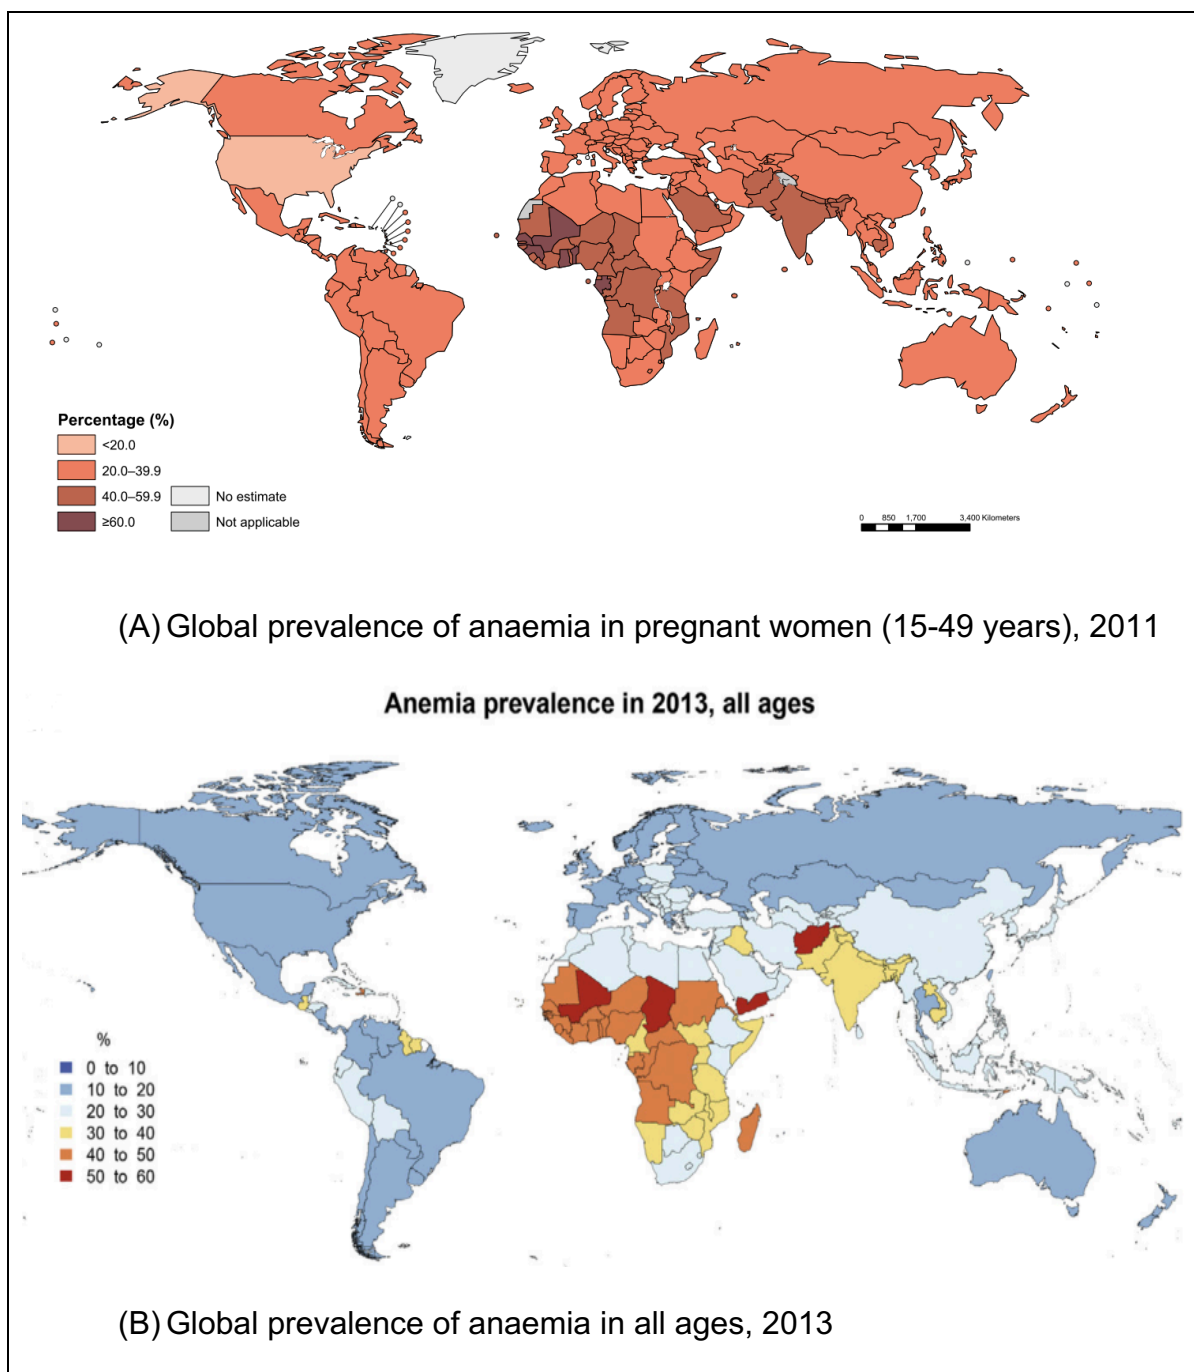 Percentage (%)
<20.0
20.0–39.9
40.0–59.9
No estimate
≥60.0
Not applicable
0 850 1,700 3,400 Kilometers
(A) Global prevalence of anaemia in pregnant women (15-49 years), 2011
Anemia prevalence in 2013, all ages
%
0 to 10
10 to 20
20 to 30
30 to 40
40 to 50
50 to 60
(B) Global prevalence of anaemia in all ages, 2013